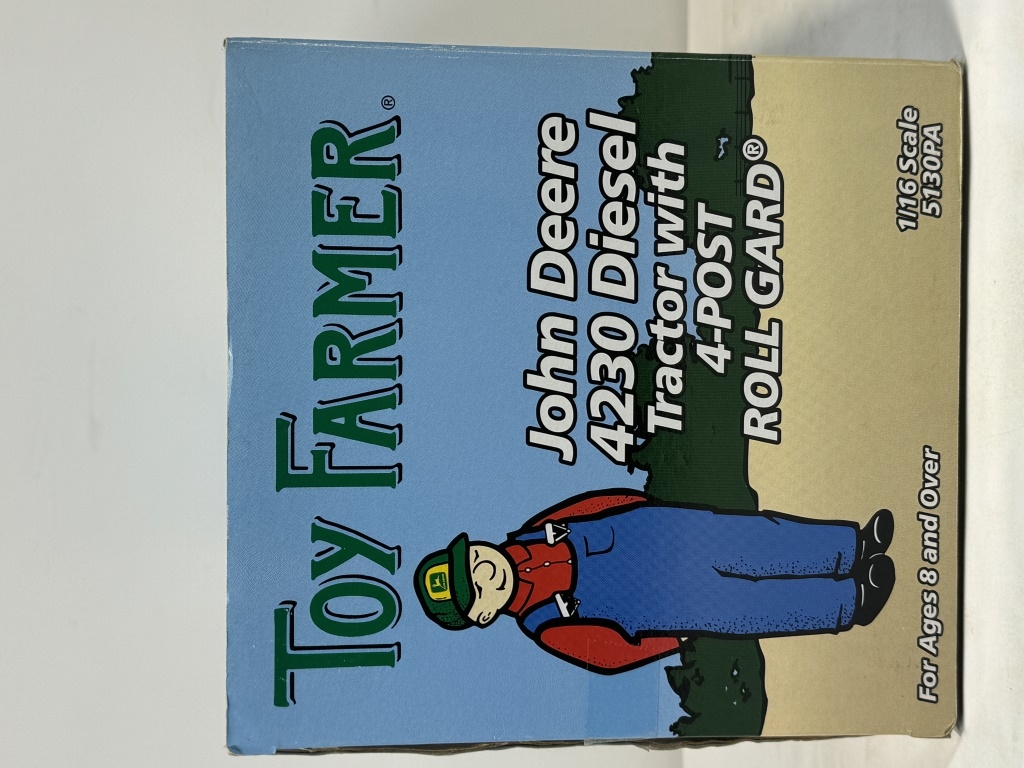 TOY FARMER®
John Deere
4230 Diesel
Tractor with
4-POST
ROLL GARD®
For Ages 8 and Over
1/16 Scale
5130PA